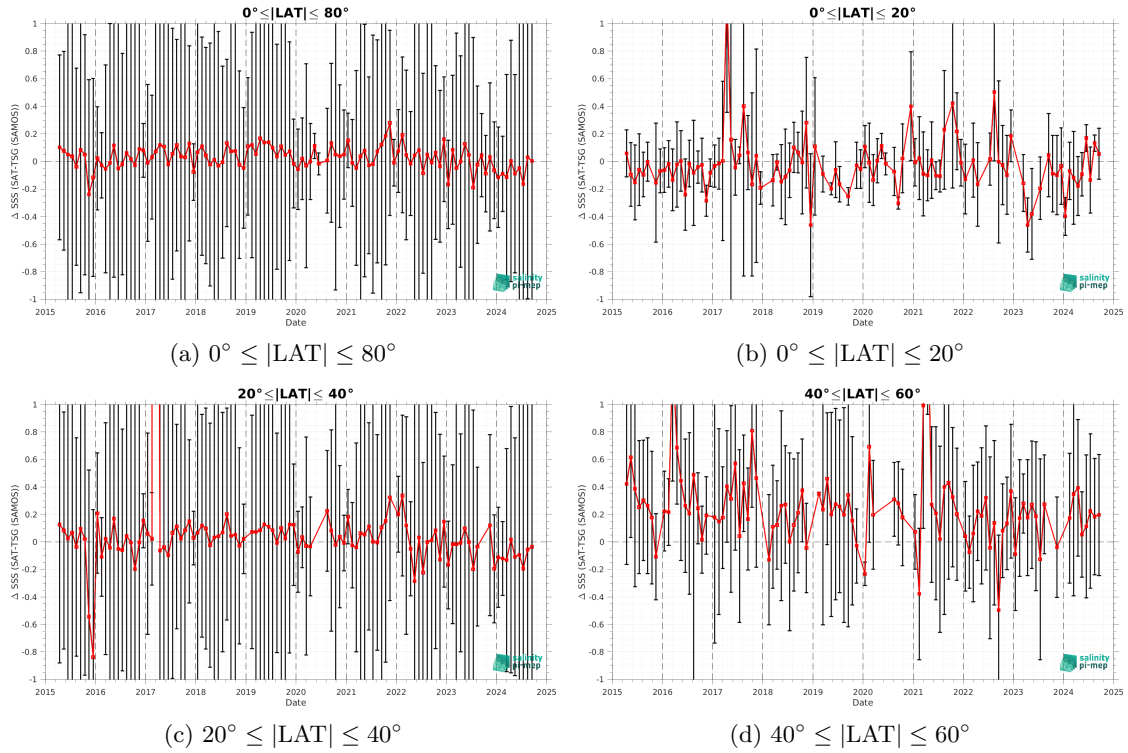 0°≤|LAT|≤ 80°
Δ SSS (SAT-TSG (SAMOS))
1
0.8
0.6
0.4
0.2
0
-0.2
-0.4
-0.6
-0.8
-1
2015 2016 2017 2018 2019 2020 2021 2022 2023 2024 2025
Date
salinity
pi-mep
(a) 0° ≤ |LAT| ≤ 80°
0°≤|LAT|≤ 20°
Δ SSS (SAT-TSG (SAMOS))
1
0.8
0.6
0.4
0.2
0
-0.2
-0.4
-0.6
-0.8
-1
2015 2016 2017 2018 2019 2020 2021 2022 2023 2024 2025
Date
salinity
pi-mep
(b) 0° ≤ |LAT| ≤ 20°
20°≤|LAT|≤ 40°
Δ SSS (SAT-TSG (SAMOS))
1
0.8
0.6
0.4
0.2
0
-0.2
-0.4
-0.6
-0.8
-1
2015 2016 2017 2018 2019 2020 2021 2022 2023 2024 2025
Date
salinity
pi-mep
(c) 20° ≤ |LAT| ≤ 40°
40°≤|LAT|≤ 60°
Δ SSS (SAT-TSG (SAMOS))
1
0.8
0.6
0.4
0.2
0
-0.2
-0.4
-0.6
-0.8
-1
2015 2016 2017 2018 2019 2020 2021 2022 2023 2024 2025
Date
salinity
pi-mep
(d) 40° ≤ |LAT| ≤ 60°